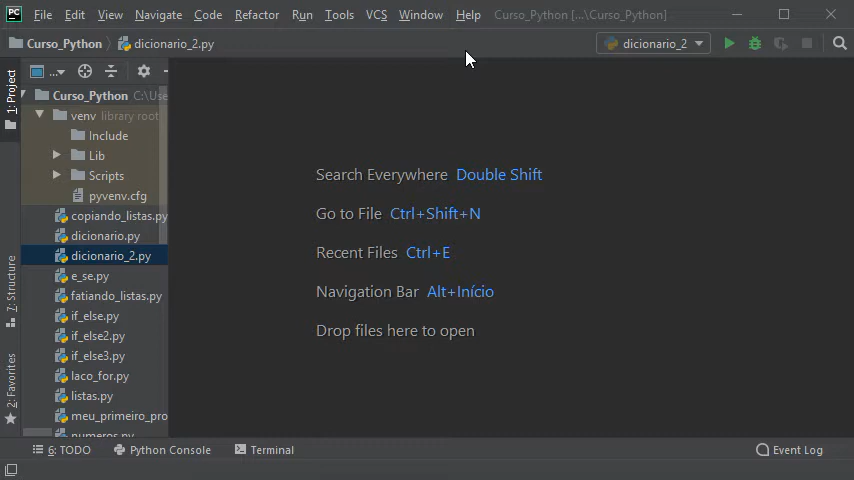 PC File Edit View Navigate Code Refactor Run Tools VCS Window Help Curso_Python [...\Curso_Python]
Curso_Python dicionario_2.py dicionario_2
1: Project
...
Curso_Python C:\Use
venv library root
Include
Lib
Scripts
pyvenv.cfg
copiando_listas.py
dicionario.py
dicionario_2.py
e_se.py
fatiando_listas.py
if_else.py
if_else2.py
if_else3.py
laco_for.py
listas.py
meu_primeiro_pro
numeros.py
7: Structure
2: Favorites
Search Everywhere Double Shift
Go to File Ctrl+Shift+N
Recent Files Ctrl+E
Navigation Bar Alt+Início
Drop files here to open
6: TODO Python Console Terminal Event Log